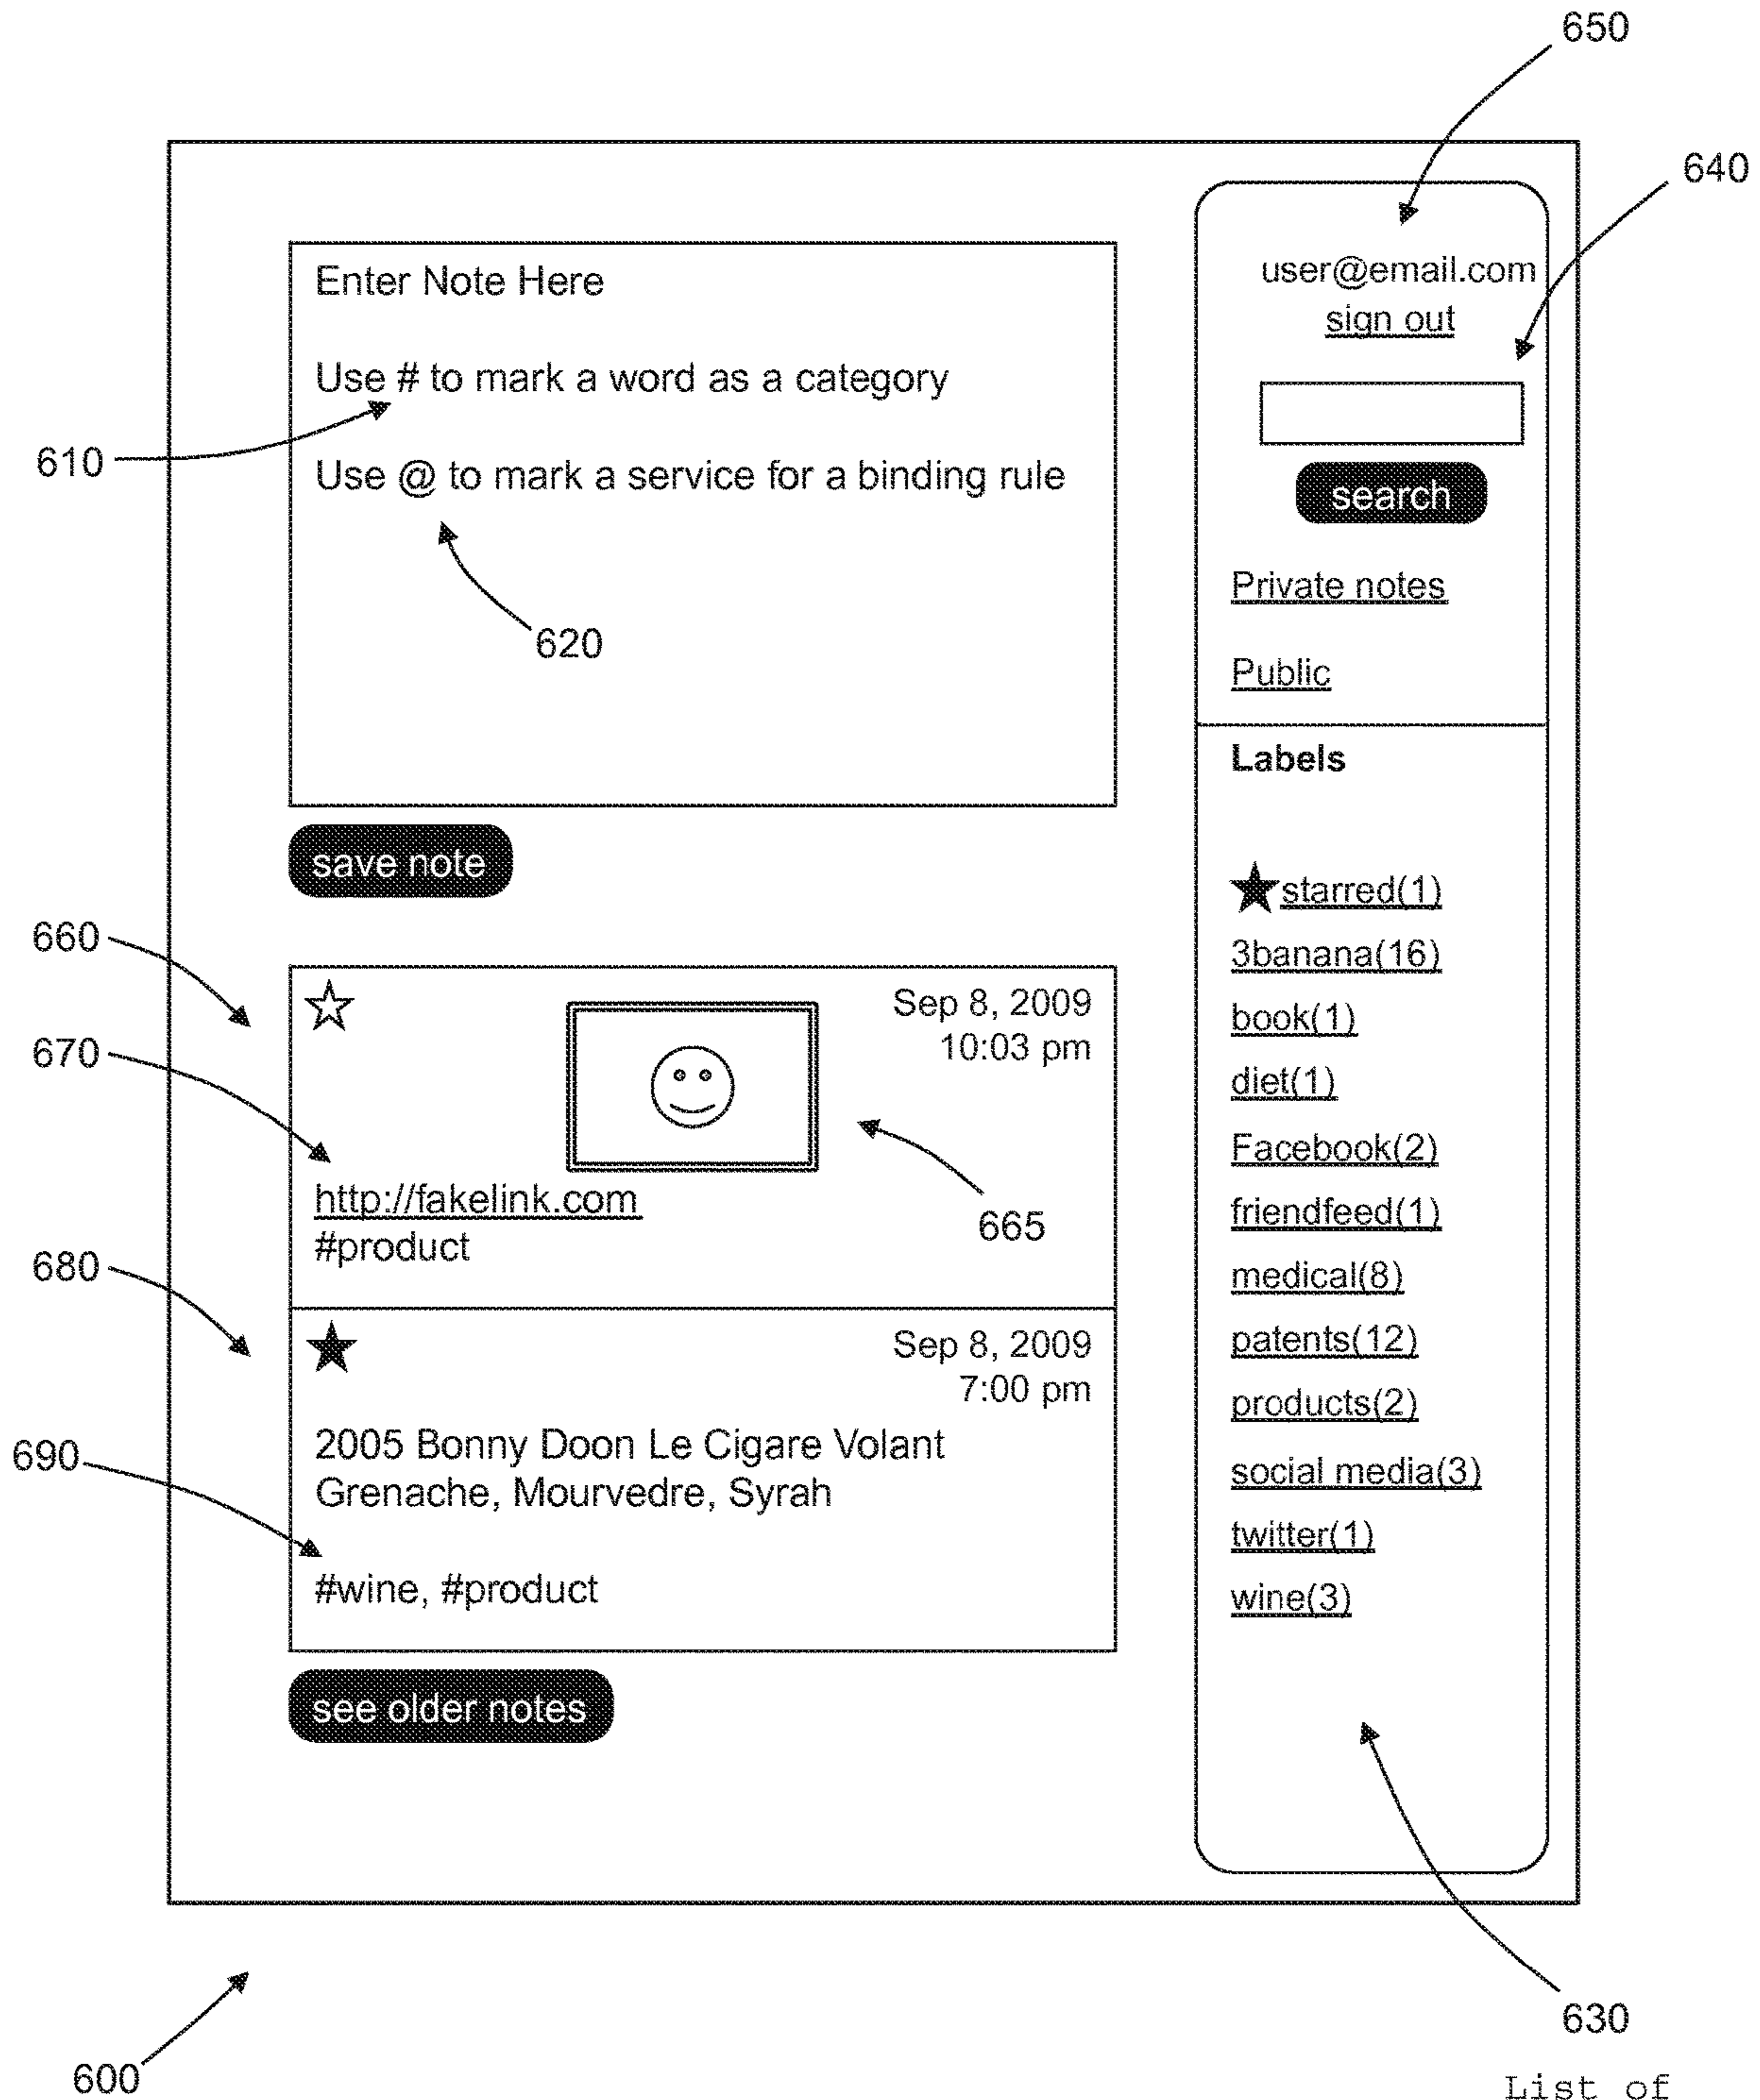 650
640
user@email.com
sign out
search
Private notes
Public
Enter Note Here
Use # to mark a word as a category
610
Use @ to mark a service for a binding rule
620
save note
Labels
starred(1)
3banana(16)
book(1)
diet(1)
Facebook(2)
friendfeed(1)
medical(8)
patents(12)
products(2)
social media(3)
twitter(1)
wine(3)
660
Sep 8, 2009
10:03 pm
670
http://fakelink.com
#product
665
680
Sep 8, 2009
7:00 pm
690
2005 Bonny Doon Le Cigare Volant
Grenache, Mourvedre, Syrah
#wine, #product
see older notes
630
600
List of